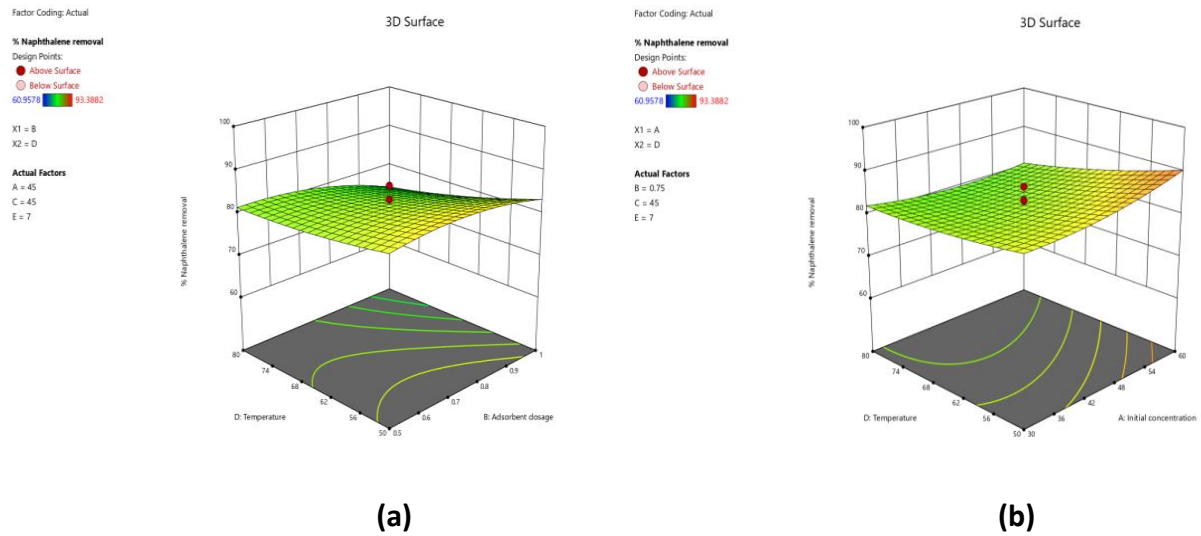 Factor Coding: Actual
3D Surface
% Naphthalene removal
Design Points:
Above Surface
Below Surface
60.9578 93.3882
X1 = B
X2 = D
Actual Factors
A = 45
C = 45
E = 7
% Naphthalene removal
100
90
80
70
60
80
74
68
62
56
50
0.5
0.6
0.7
0.8
0.9
1
D: Temperature
B: Adsorbent dosage
(a)
Factor Coding: Actual
3D Surface
% Naphthalene removal
Design Points:
Above Surface
Below Surface
60.9578 93.3882
X1 = A
X2 = D
Actual Factors
B = 0.75
C = 45
E = 7
% Naphthalene removal
100
90
80
70
60
80
74
68
62
56
50
30
36
42
48
54
60
D: Temperature
A: Initial concentration
(b)